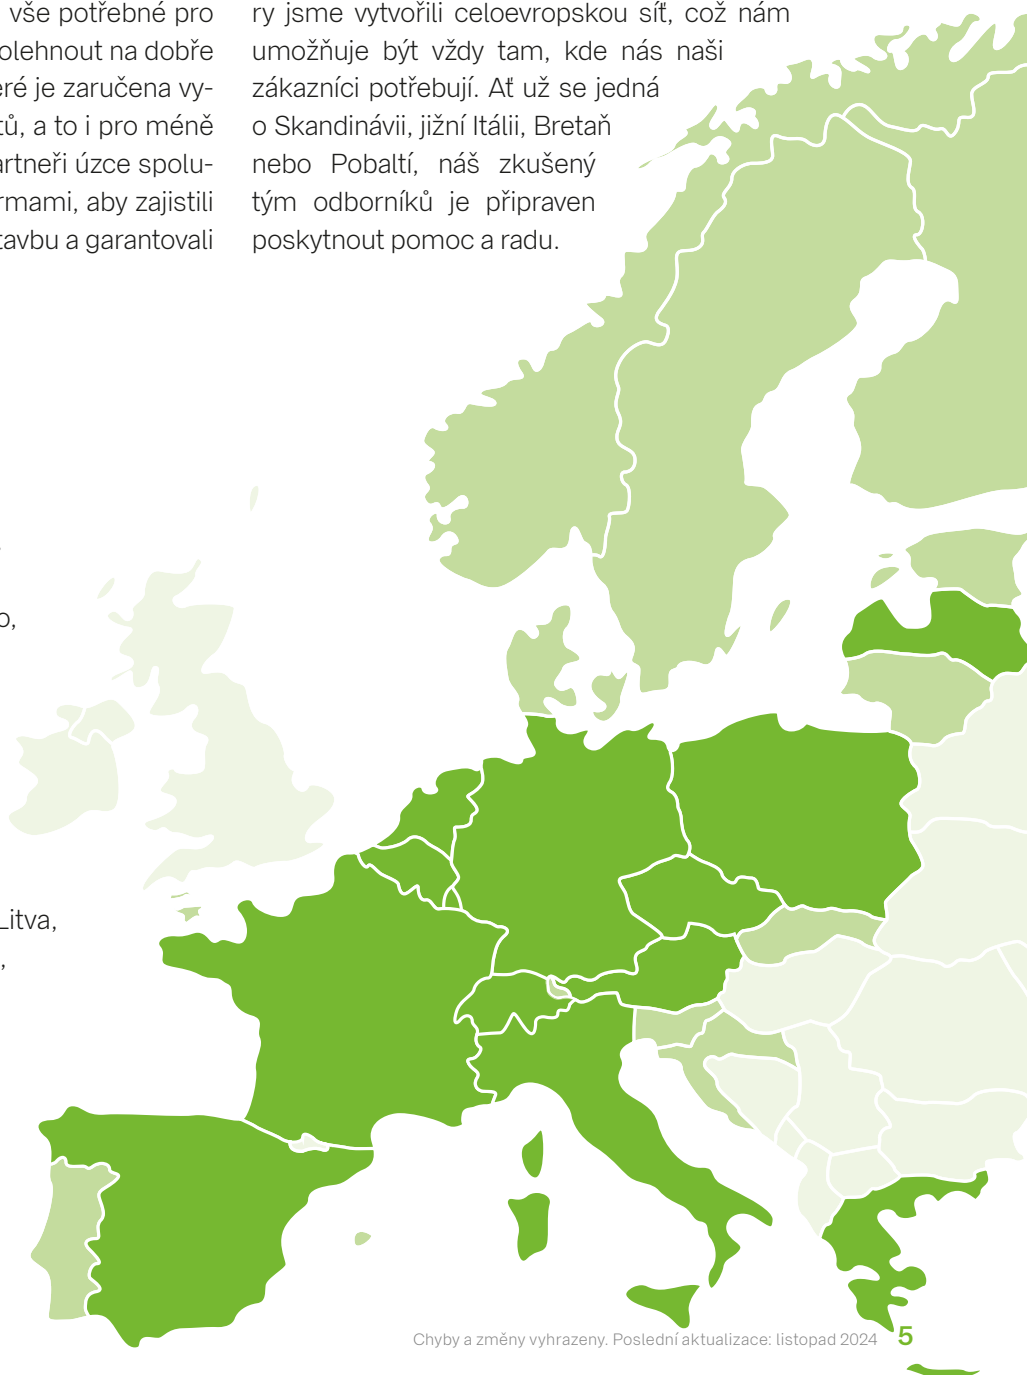 vše potřebné pro
olehnout na dobře
eré je zaručena vy-
tů, a to i pro méně
artneři úzce spolu-
rmami, aby zajistili
tavbu a garantovali
ry jsme vytvořili celoevropskou síť, což nám
umožňuje být vždy tam, kde nás naši
zákazníci potřebují. Ať už se jedná
o Skandinávii, jižní Itálii, Bretaň
nebo Pobaltí, náš zkušený
tým odborníků je připraven
poskytnout pomoc a radu.
o,
Litva,
,
Chyby a změny vyhrazeny. Poslední aktualizace: listopad 2024 5